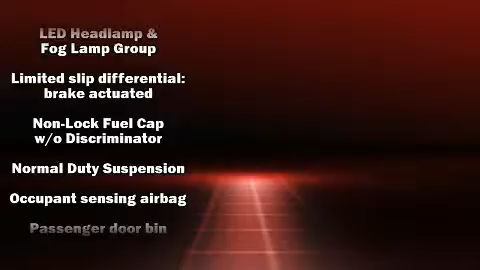 LED Headlamp &
Fog Lamp Group
Limited slip differential:
brake actuated
Non-Lock Fuel Cap
w/o Discriminator
Normal Duty Suspension
Occupant sensing airbag
Passenger door bin